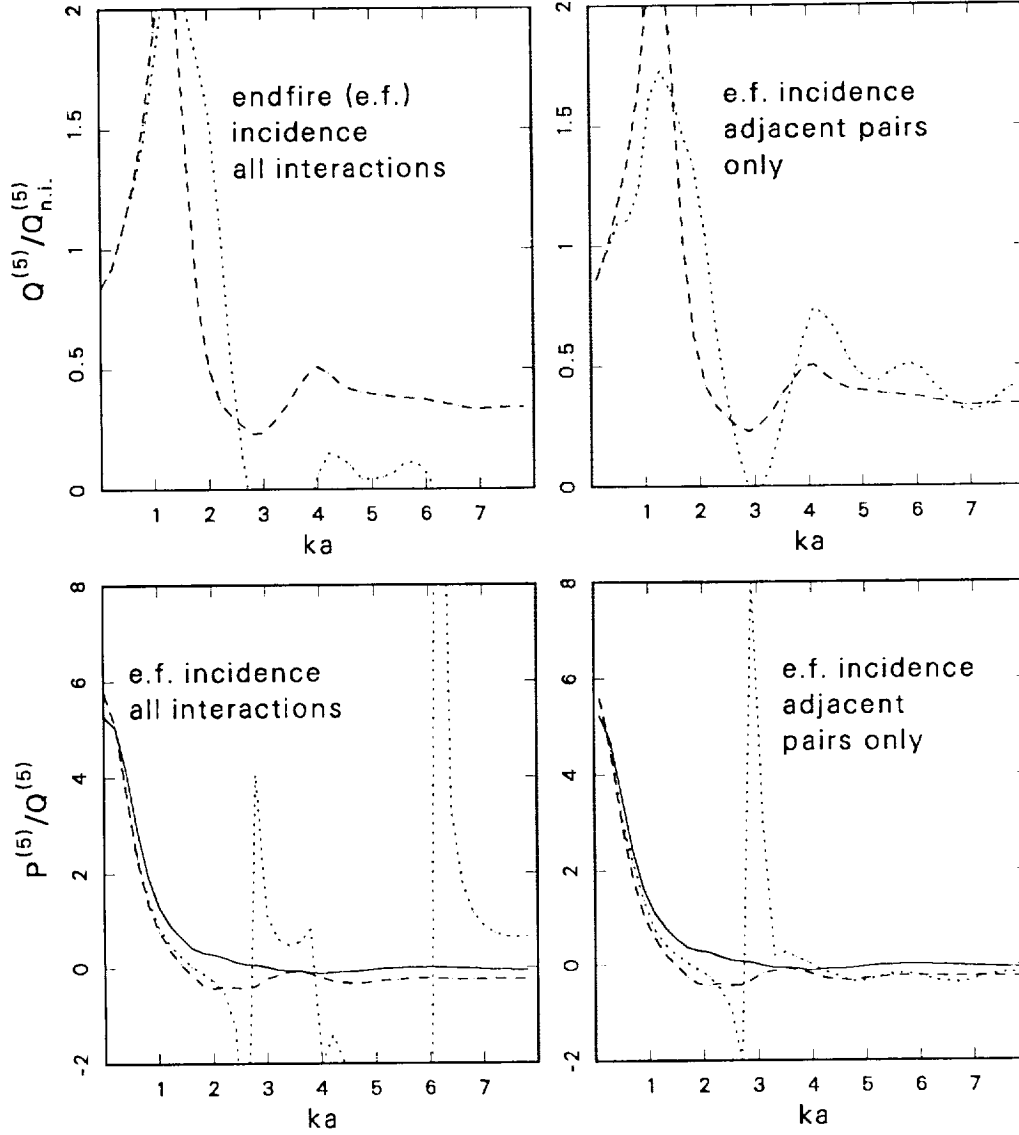 2
1.5
1
0.5
0
Q(5)/Q(5)n.i.
endfire (e.f.)
incidence
all interactions
1 2 3 4 5 6 7
ka
2
1.5
1
0.5
0
e.f. incidence
adjacent pairs
only
1 2 3 4 5 6 7
ka
8
6
4
2
0
-2
P(5)/Q(5)
e.f. incidence
all interactions
1 2 3 4 5 6 7
ka
8
6
4
2
0
-2
e.f. incidence
adjacent
pairs only
1 2 3 4 5 6 7
ka